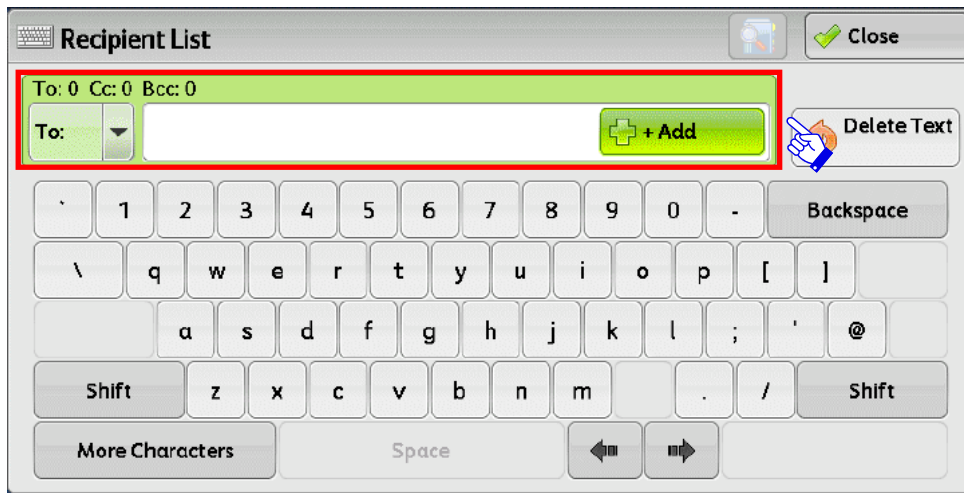 Recipient List
Close
To: 0 Cc: 0 Bcc: 0
To:
+ Add
Delete Text
` 1 2 3 4 5 6 7 8 9 0 - Backspace
\ q w e r t y u i o p [ ]
a s d f g h j k l ; ' @
Shift z x c v b n m . / Shift
More Characters Space